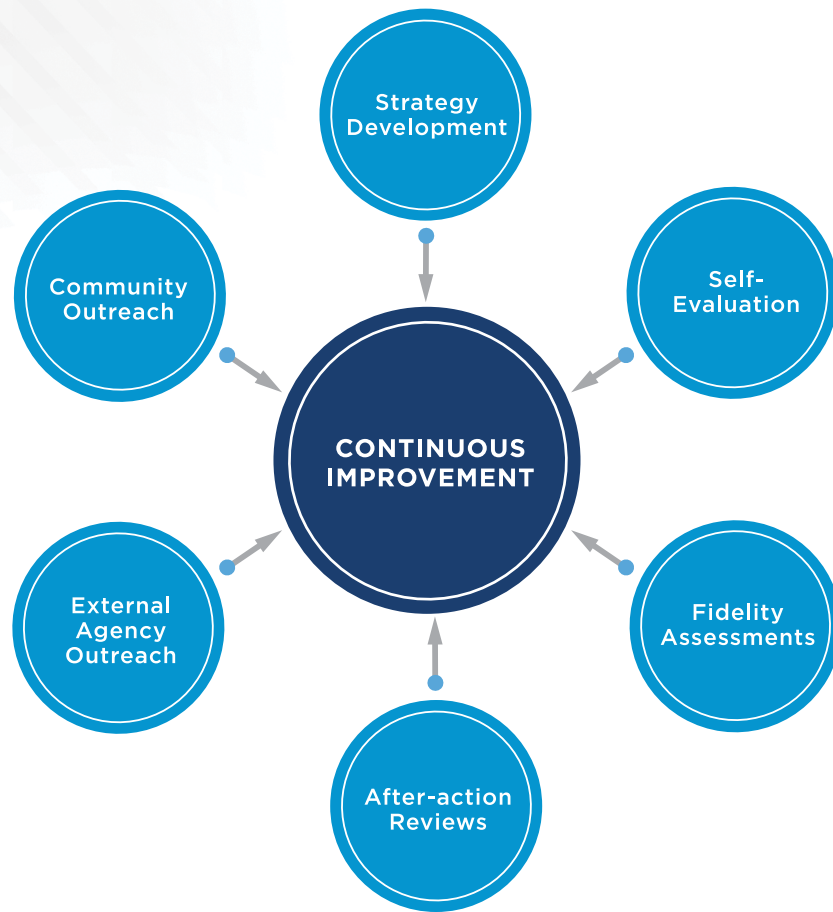 Strategy
Development
Community
Outreach
Self-
Evaluation
CONTINUOUS
IMPROVEMENT
External
Agency
Outreach
Fidelity
Assessments
After-action
Reviews